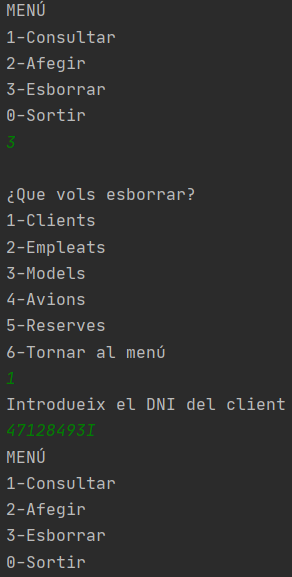 MENÚ
1-Consultar
2-Afegir
3-Esborrar
0-Sortir
3
¿Que vols esborrar?
1-Clients
2-Empleats
3-Models
4-Avions
5-Reserves
6-Tornar al menú
1
Introdueix el DNI del client
47128493I
MENÚ
1-Consultar
2-Afegir
3-Esborrar
0-Sortir